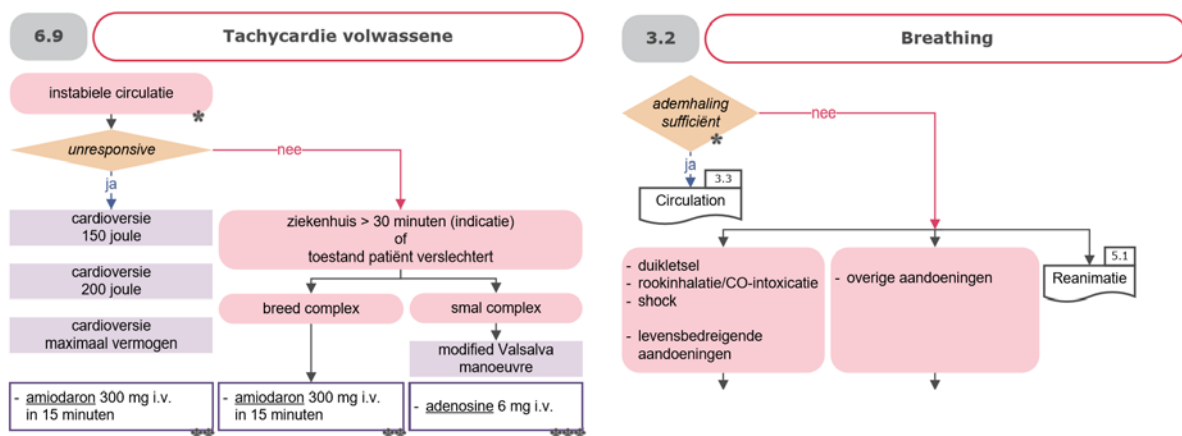 6.9
Tachycardie volwassene
instabiele circulatie
*
unresponsive
nee
ja
cardioversie
150 joule
cardioversie
200 joule
cardioversie
maximaal vermogen
ziekenhuis > 30 minuten (indicatie)
of
toestand patiënt verslechtert
breed complex
smal complex
modified Valsalva
manoeuvre
- amiodaron 300 mg i.v.
in 15 minuten
**
- amiodaron 300 mg i.v.
in 15 minuten
**
- adenosine 6 mg i.v.
***
3.2
Breathing
ademhaling
sufficiënt
*
nee
ja
3.3
Circulation
- duikletsel
- rookinhalatie/CO-intoxicatie
- shock
- levensbedreigende
aandoeningen
- overige aandoeningen
5.1
Reanimatie